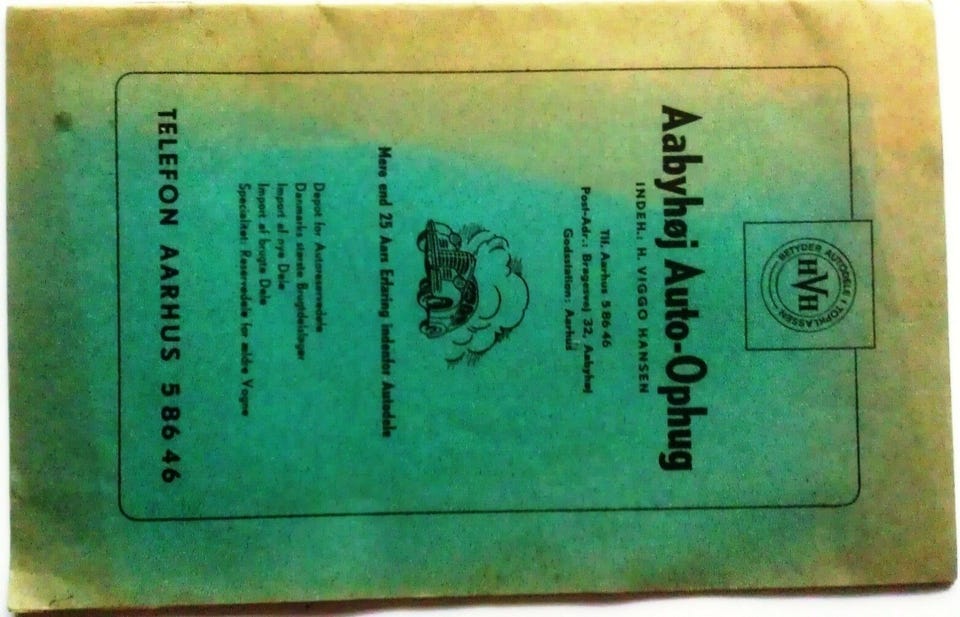 BETYDER AUTODELE I TOPKLASSEN
HVH
Aabyhøj Auto-Ophug
INDEH.: H. VIGGO HANSEN
Tlf. Aarhus 5 86 46
Post-Adr.: Bragesvej 32, Aabyhøj
Godsstation: Aarhus
Mere end 25 Aars Erfaring indenfor Autodele
Depot for Autoreservedele
Danmarks største Brugtdelslager
Import af nye Dele
Import af brugte Dele
Specialitet: Reservedele for ældre Vogne
TELEFON AARHUS 5 86 46